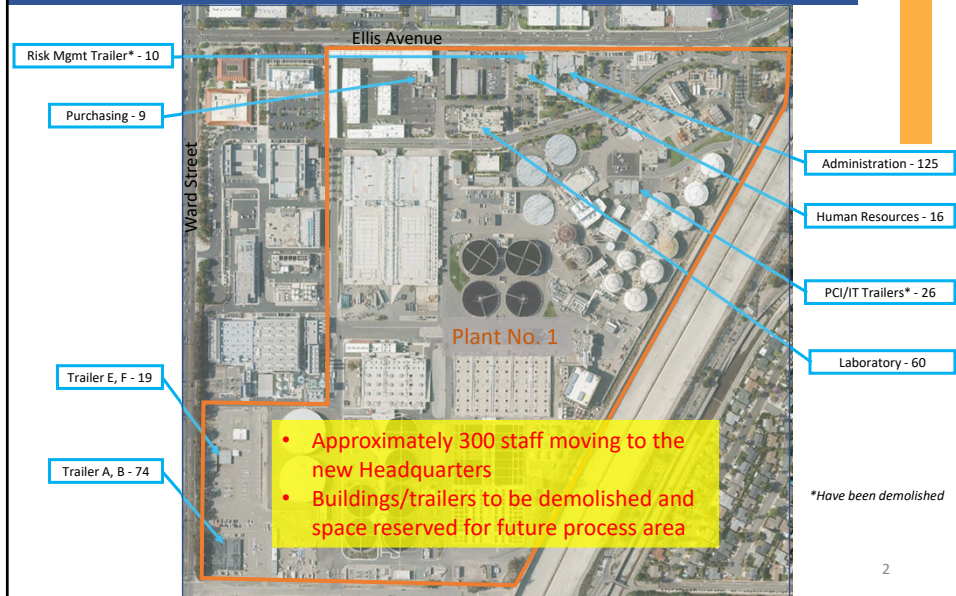 Ellis Avenue
Risk Mgmt Trailer* - 10
Purchasing - 9
Ward Street
Administration - 125
Human Resources - 16
PCI/IT Trailers* - 26
Plant No. 1
Laboratory - 60
Trailer E, F - 19
Trailer A, B - 74
• Approximately 300 staff moving to the
new Headquarters
• Buildings/trailers to be demolished and
space reserved for future process area
*Have been demolished
2